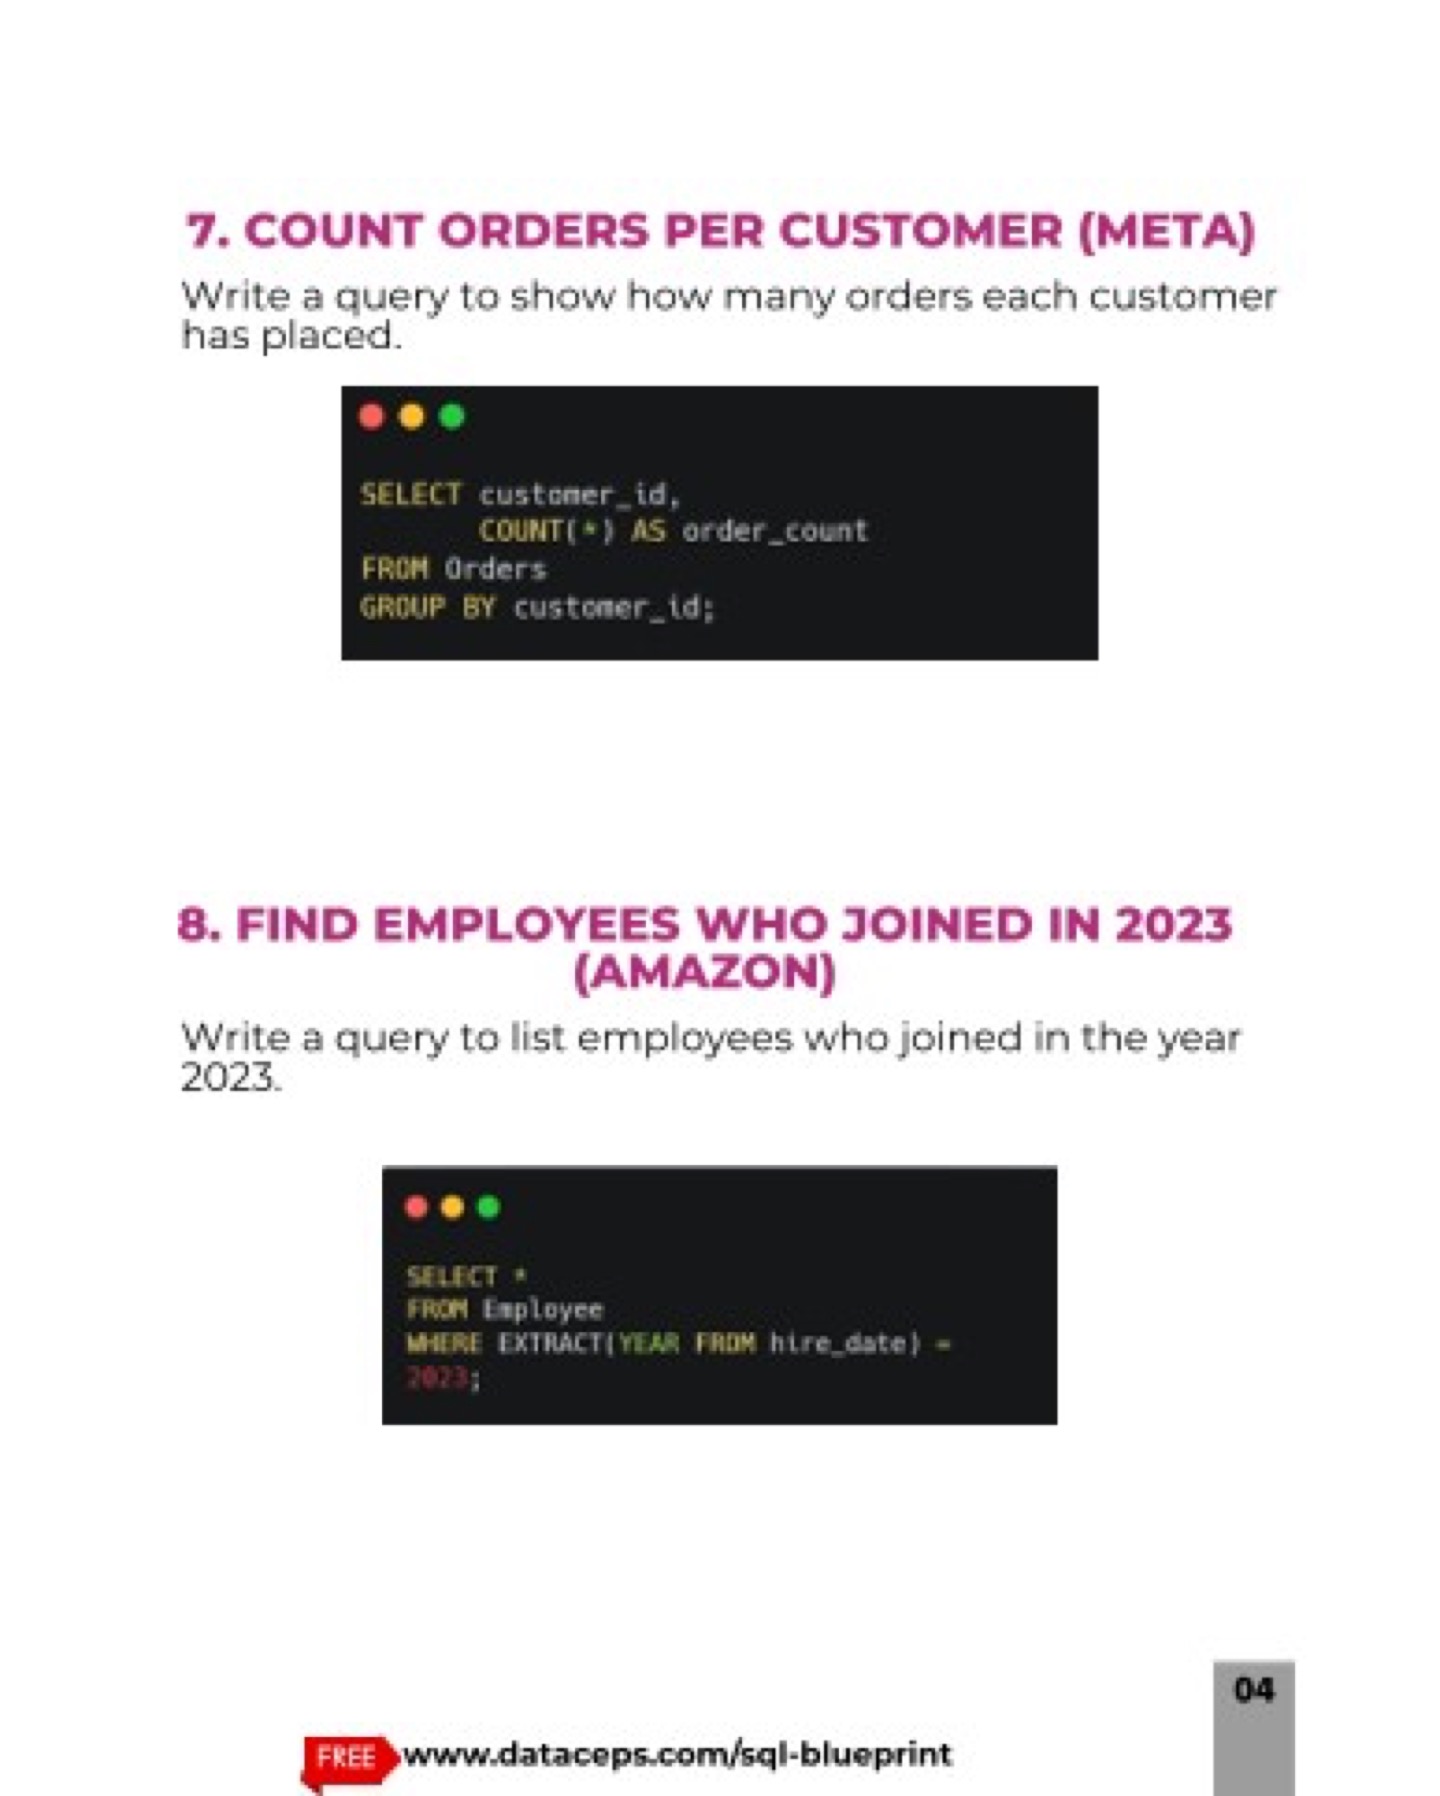 7. COUNT ORDERS PER CUSTOMER (META)
Write a query to show how many orders each customer
has placed.
SELECT customer_id,
COUNT(*) AS order_count
FROM Orders
GROUP BY customer_id;
8. FIND EMPLOYEES WHO JOINED IN 2023
(AMAZON)
Write a query to list employees who joined in the year
2023.
SELECT *
FROM Employee
WHERE EXTRACT(YEAR FROM hire_date) =
2023;
04
FREE www.dataceps.com/sql-blueprint